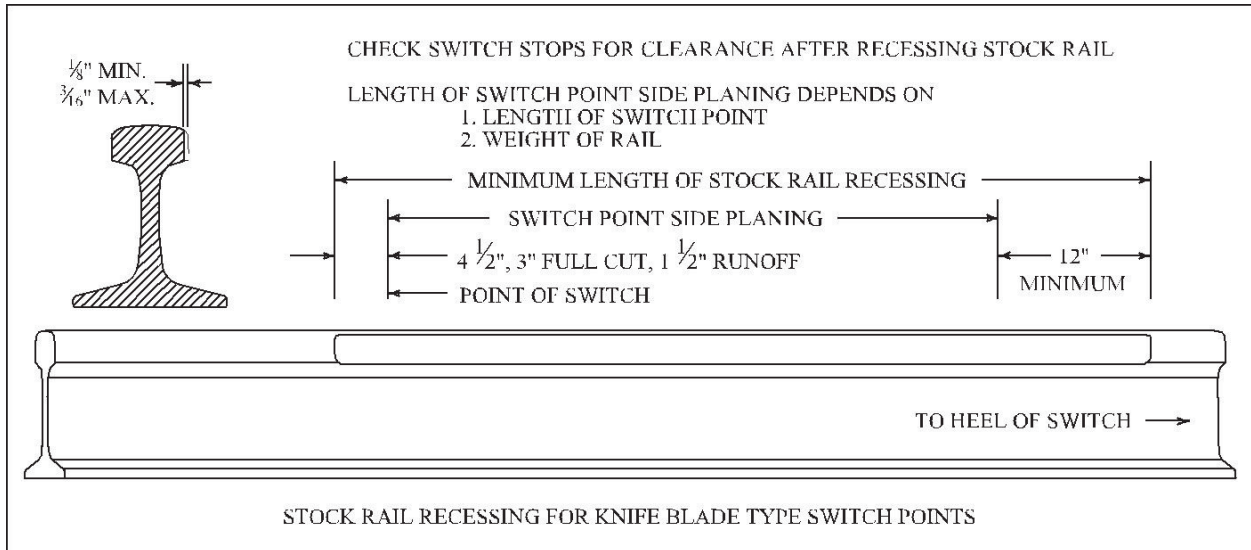 CHECK SWITCH STOPS FOR CLEARANCE AFTER RECESSING STOCK RAIL
⅛" MIN.
3⁄16" MAX.
LENGTH OF SWITCH POINT SIDE PLANING DEPENDS ON
1. LENGTH OF SWITCH POINT
2. WEIGHT OF RAIL
MINIMUM LENGTH OF STOCK RAIL RECESSING
SWITCH POINT SIDE PLANING
4 ½", 3" FULL CUT, 1 ½" RUNOFF
12"
MINIMUM
POINT OF SWITCH
TO HEEL OF SWITCH
STOCK RAIL RECESSING FOR KNIFE BLADE TYPE SWITCH POINTS